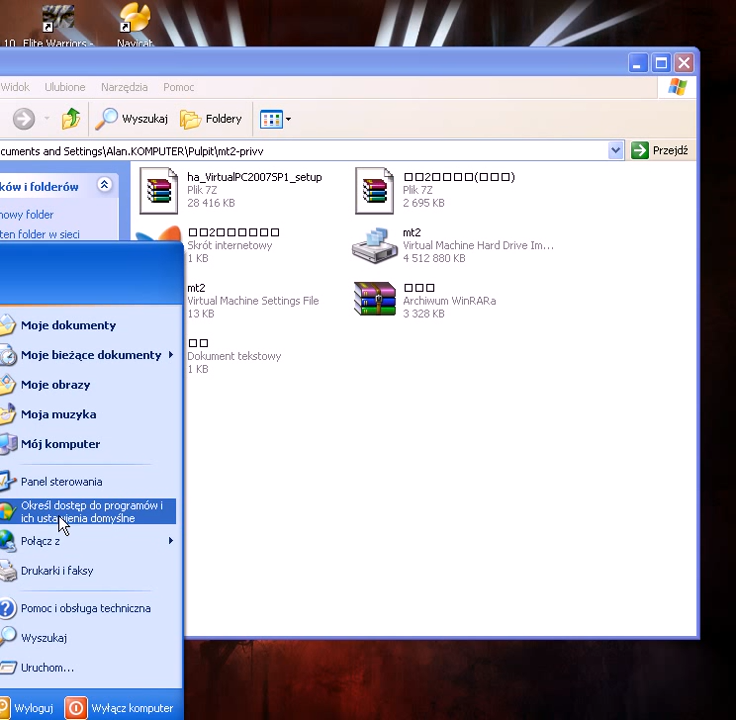 10  Elite Warriors -
Navicat
Widok Ulubione Narzędzia Pomoc
Wyszukaj Foldery
cuments and Settings\Alan.KOMPUTER\Pulpit\mt2-privv
Przejdź
ków i folderów
nowy folder
ten folder w sieci
ha_VirtualPC2007SP1_setup
Plik 7Z
28 416 KB
□□2□□□□(□□□)
Plik 7Z
2 695 KB
□□2□□□□□□
Skrót internetowy
1 KB
mt2
Virtual Machine Hard Drive Im...
4 512 880 KB
mt2
Virtual Machine Settings File
13 KB
□□□
Archiwum WinRARa
3 328 KB
□□
Dokument tekstowy
1 KB
Moje dokumenty
Moje bieżące dokumenty
Moje obrazy
Moja muzyka
Mój komputer
Panel sterowania
Określ dostęp do programów i
ich ustawienia domyślne
Połącz z
Drukarki i faksy
Pomoc i obsługa techniczna
Wyszukaj
Uruchom...
Wyloguj
Wyłącz komputer